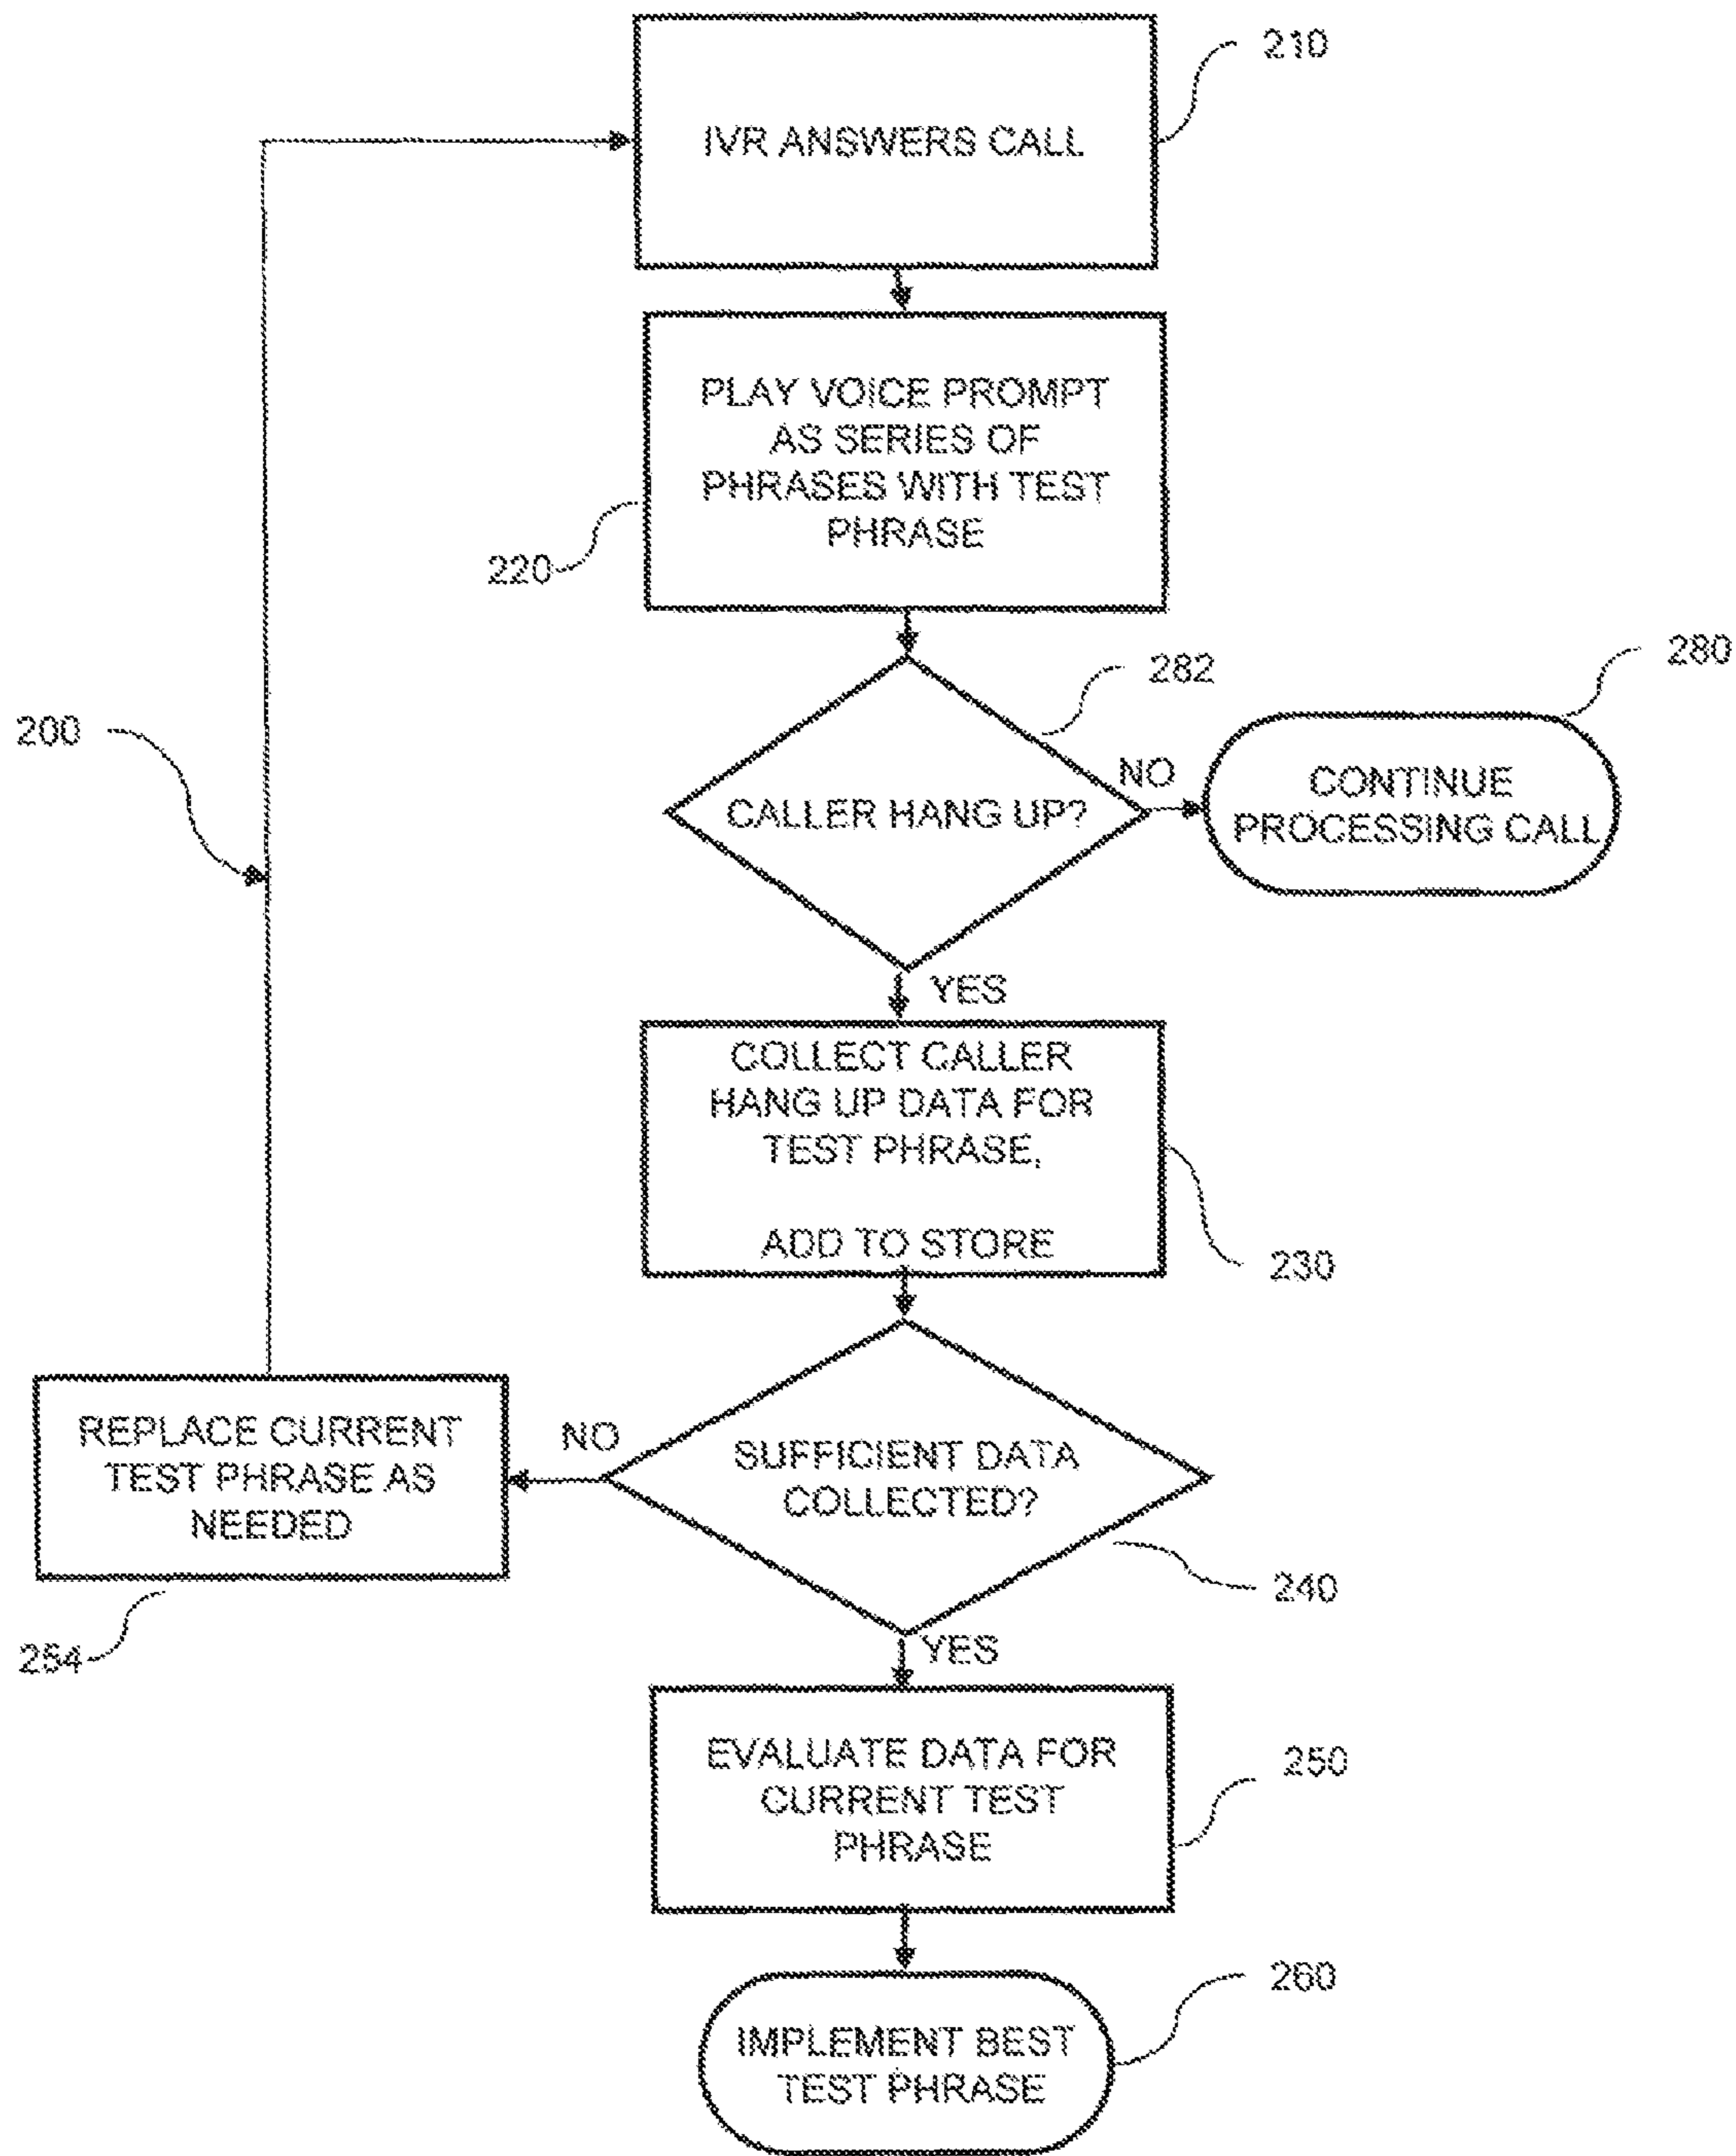 210
IVR ANSWERS CALL
PLAY VOICE PROMPT
AS SERIES OF
PHRASES WITH TEST
PHRASE
220
282
280
200
NO
CONTINUE
PROCESSING CALL
CALLER HANG UP?
YES
COLLECT CALLER
HANG UP DATA FOR
TEST PHRASE,
ADD TO STORE
230
REPLACE CURRENT
TEST PHRASE AS
NEEDED
NO
SUFFICIENT DATA
COLLECTED?
240
254
YES
EVALUATE DATA FOR
CURRENT TEST
PHRASE
250
260
IMPLEMENT BEST
TEST PHRASE